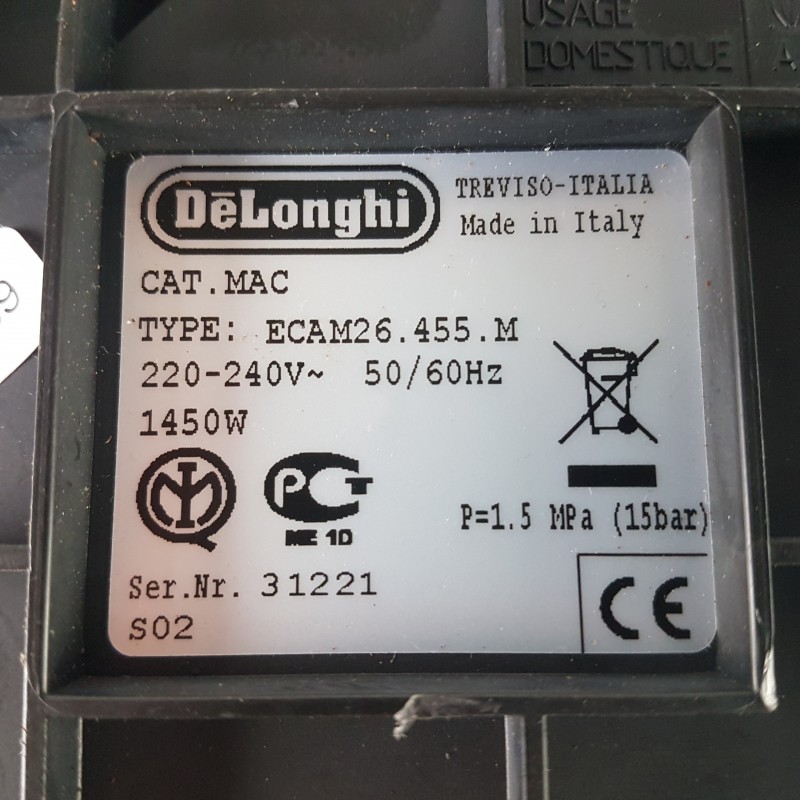 USAGE
DOMESTIQUE
DēLonghi
TREVISO-ITALIA
Made in Italy
CAT.MAC
TYPE: ECAM26.455.M
220-240V~ 50/60Hz
1450W
ME 10
P=1.5 MPa (15bar)
Ser.Nr. 31221
S02
CE